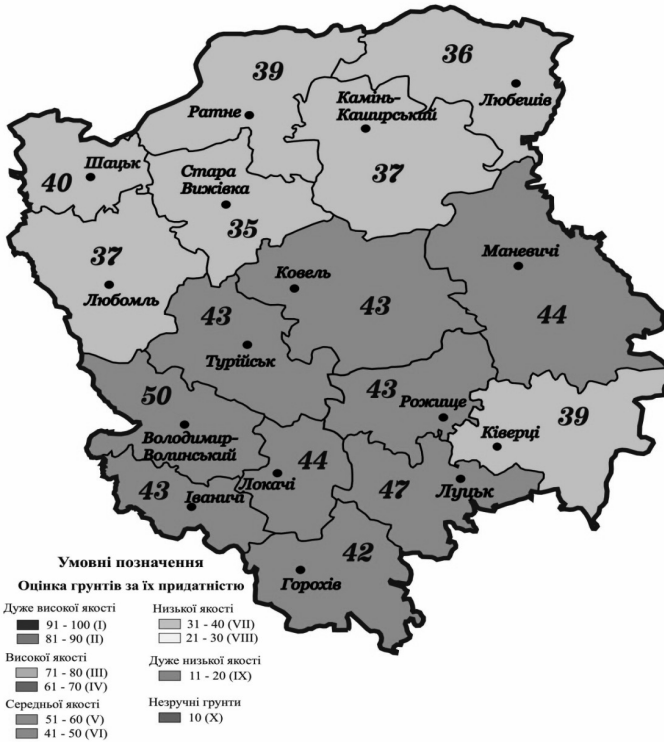 39
36
Ратне
Камінь-
Каширський
Любешів
Шацьк
40
Стара
Вижівка
37
35
37
Любомль
Маневичі
Ковель
43
43
44
Турійськ
50
43
Рожище
39
Володимир-
Волинський
Ківерці
44
43
Іваничі
Локачі
47
Луцьк
42
Горохів
Умовні позначення
Оцінка грунтів за їх придатністю
Дуже високої якості
91 - 100 (I)
81 - 90 (II)
Високої якості
71 - 80 (III)
61 - 70 (IV)
Середньої якості
51 - 60 (V)
41 - 50 (VI)
Низької якості
31 - 40 (VII)
21 - 30 (VIII)
Дуже низької якості
11 - 20 (IX)
Незручні грунти
10 (X)